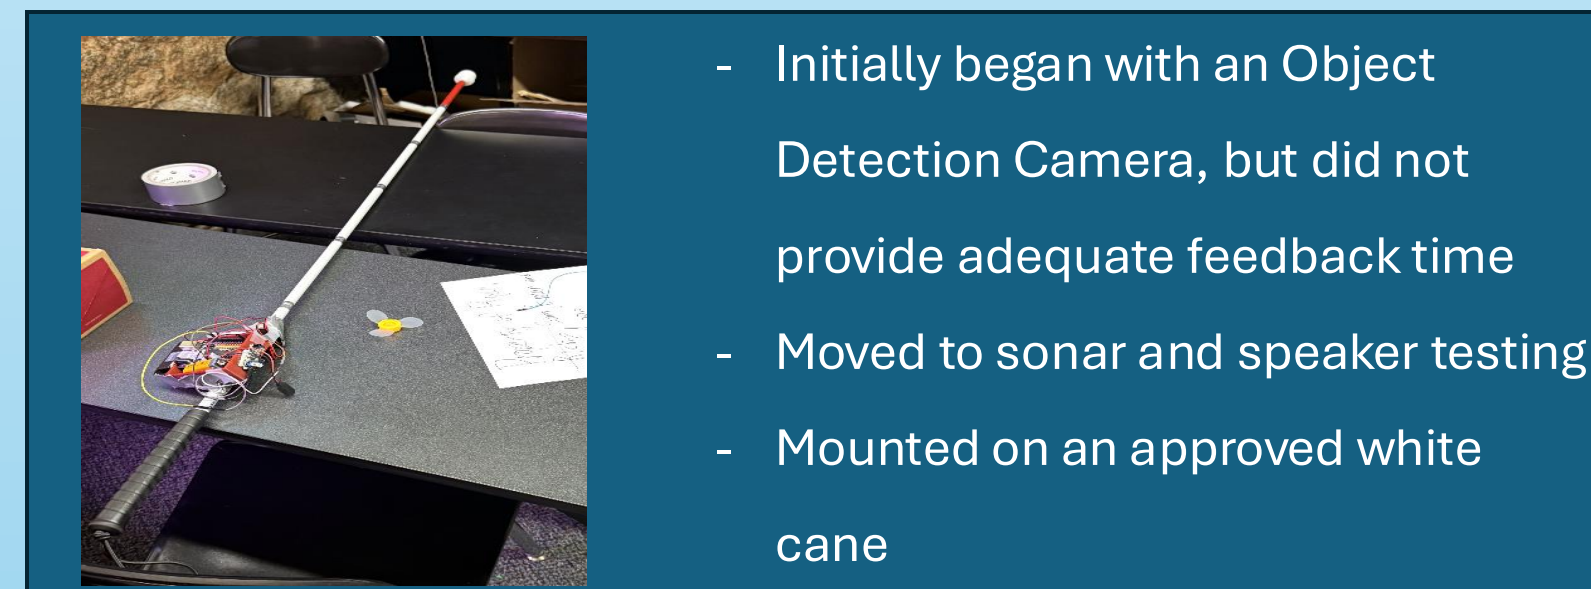 - Initially began with an Object
Detection Camera, but did not
provide adequate feedback time
- Moved to sonar and speaker testing
- Mounted on an approved white
cane